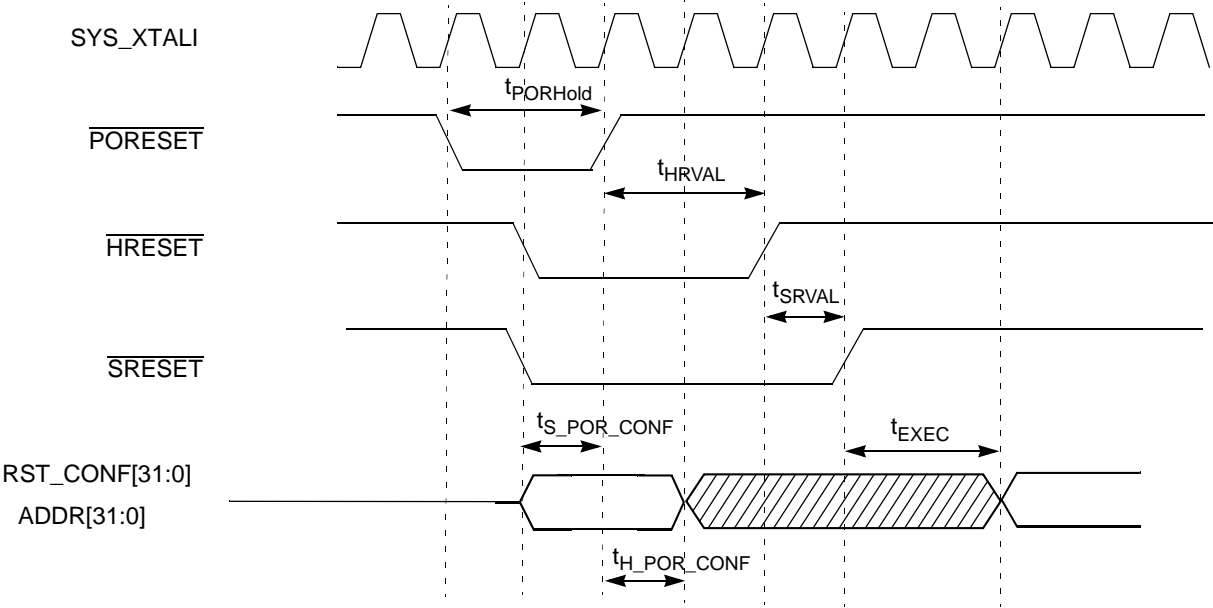 SYS_XTALI
tPORHold
PORESET
tHRVAL
HRESET
tSRVAL
SRESET
tS_POR_CONF
tEXEC
RST_CONF[31:0]
ADDR[31:0]
tH_POR_CONF